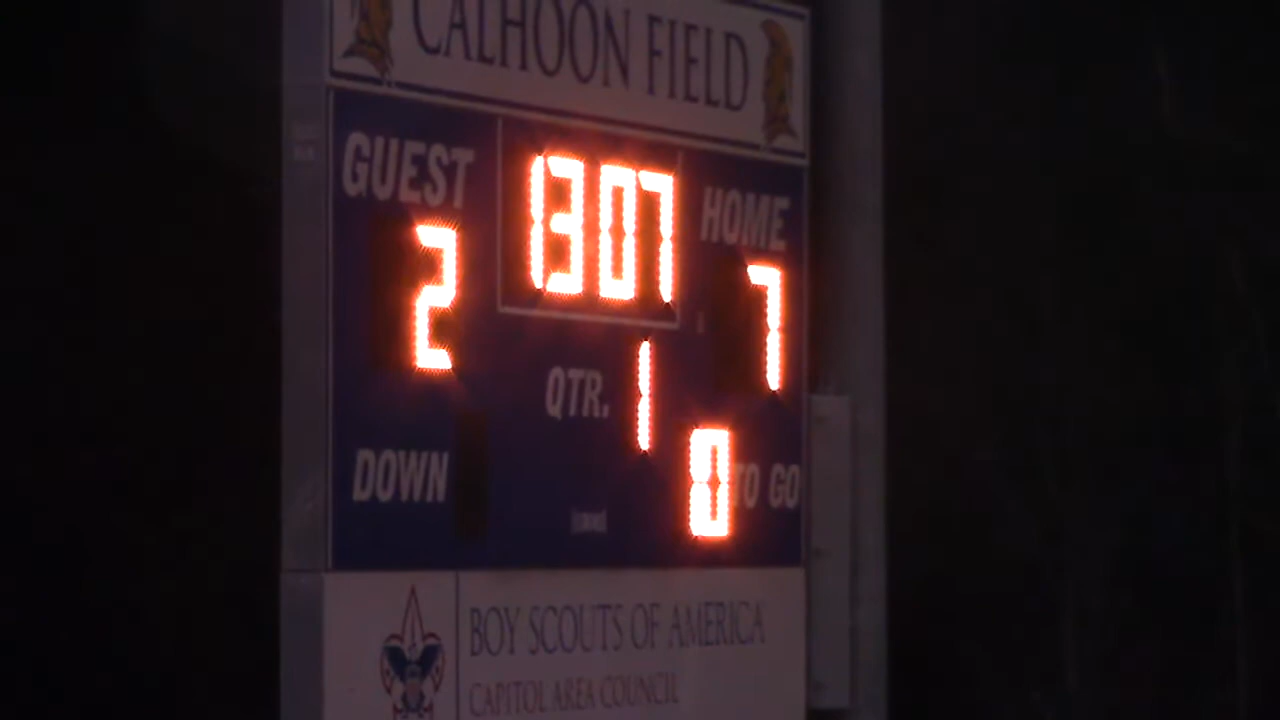 CALHOON FIELD
GUEST 1307 HOME
2 7
QTR. 1
DOWN 0 TO GO
BOY SCOUTS OF AMERICA
CAPITOL AREA COUNCIL